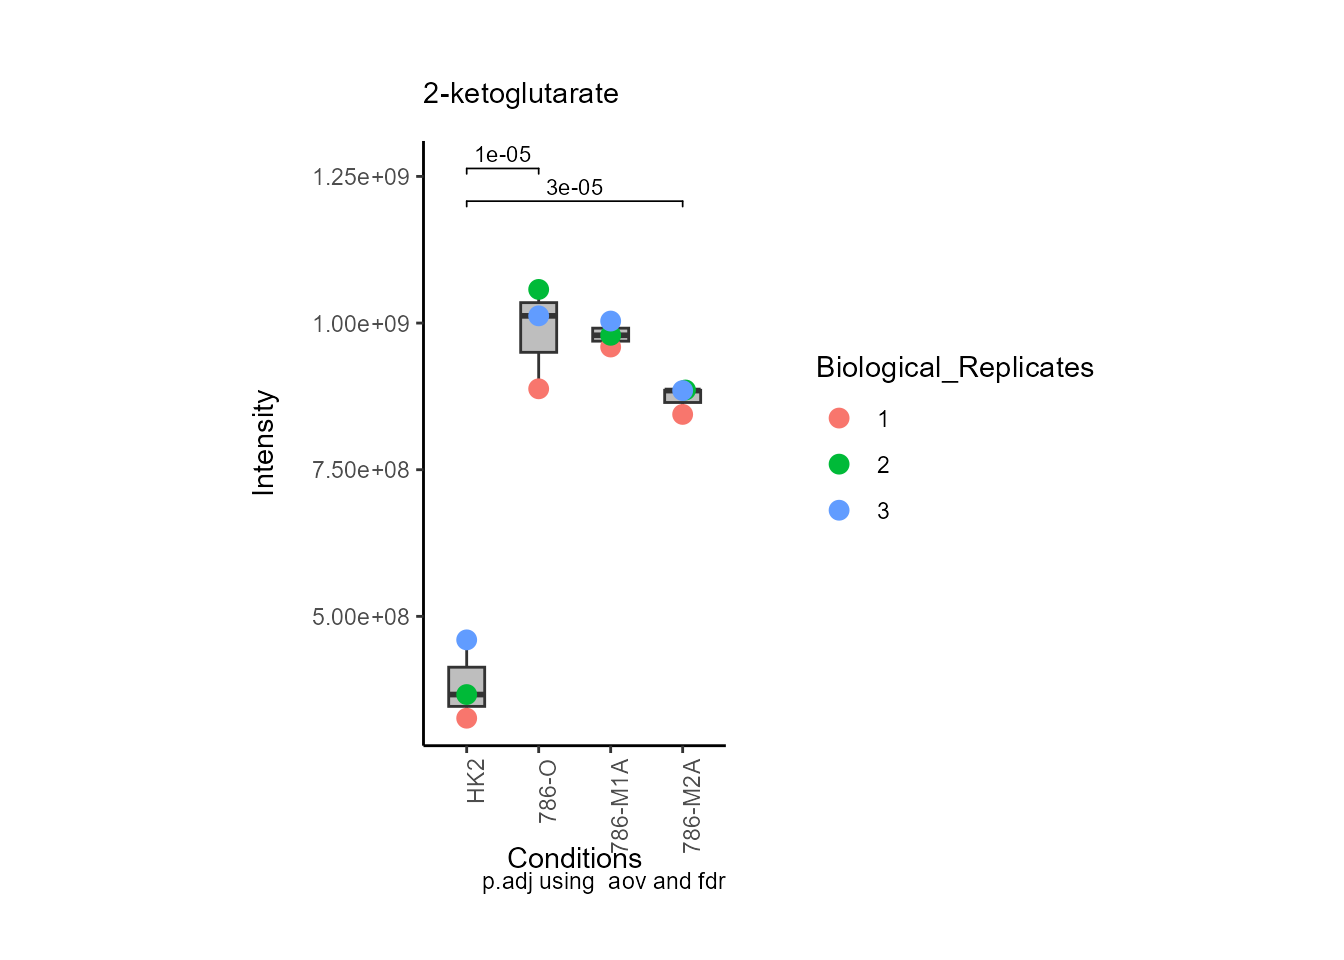 2-ketoglutarate
1e-05
3e-05
1.25e+09
1.00e+09
7.50e+08
5.00e+08
Intensity
HK2
786-O
786-M1A
786-M2A
Conditions
p.adj using  aov and fdr
Biological_Replicates
1
2
3